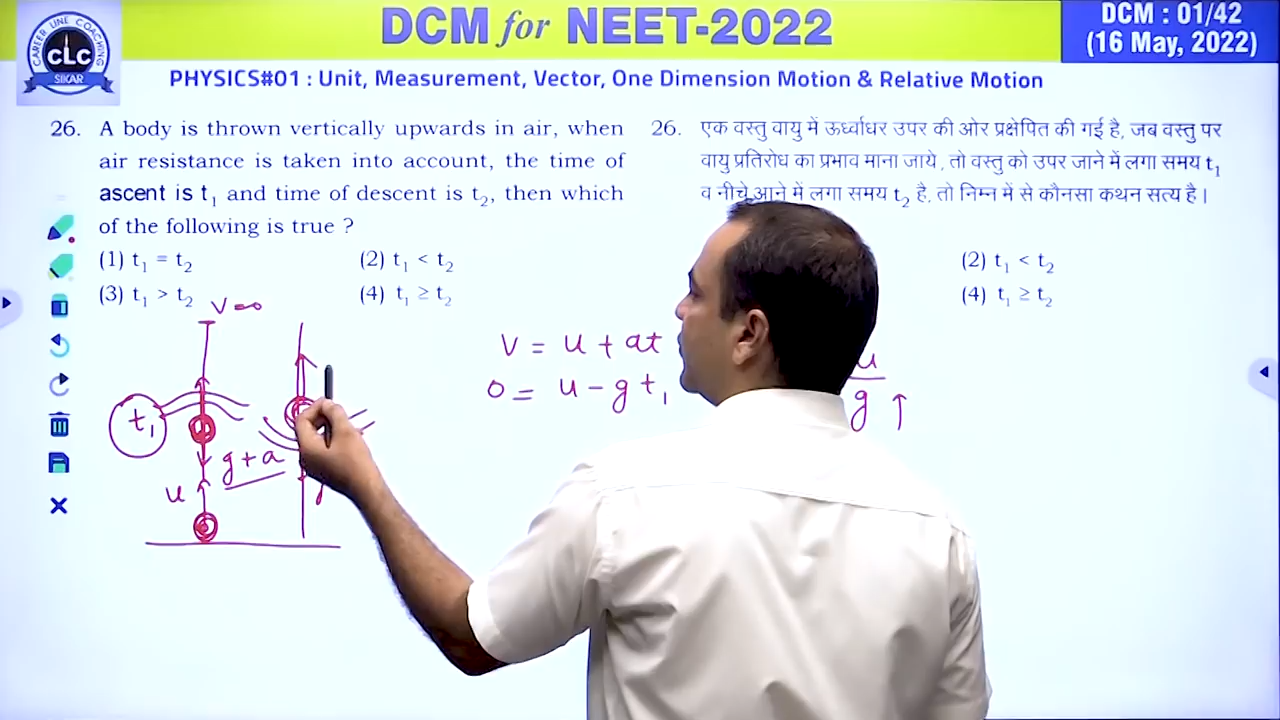 DCM for NEET-2022
DCM : 01/42
(16 May, 2022)
CAREER LINE COACHING
CLC
SIKAR
PHYSICS#01 : Unit, Measurement, Vector, One Dimension Motion & Relative Motion
26. A body is thrown vertically upwards in air, when
air resistance is taken into account, the time of
ascent is t₁ and time of descent is t₂, then which
of the following is true ?
(1) t₁ = t₂ (2) t₁ < t₂
(3) t₁ > t₂ (4) t₁ ≥ t₂
26. एक वस्तु वायु में ऊर्ध्वाधर उपर की ओर प्रक्षेपित की गई है, जब वस्तु पर
वायु प्रतिरोध का प्रभाव माना जाये, तो वस्तु को उपर जाने में लगा समय t₁
व नीचे आने में लगा समय t₂ है, तो निम्न में से कौनसा कथन सत्य है।
(2) t₁ < t₂
(4) t₁ ≥ t₂
V=0
t₁
g+a
u
V = u + at
0 = u - g t₁
u
g ↑